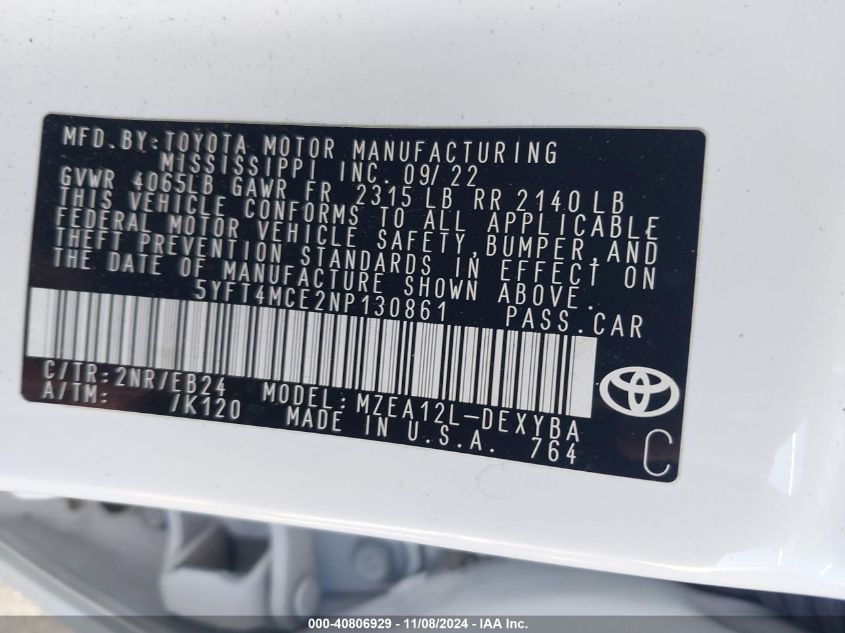 MFD.BY:TOYOTA MOTOR MANUFACTURING
MISSISSIPPI INC. 09/22
GVWR 4065LB GAWR FR 2315 LB RR 2140 LB
THIS VEHICLE CONFORMS TO ALL APPLICABLE
FEDERAL MOTOR VEHICLE SAFETY,BUMPER,AND
THEFT PREVENTION STANDARDS IN EFFECT ON
THE DATE OF MANUFACTURE SHOWN ABOVE.
5YFT4MCE2NP130861 PASS.CAR
C/TR:2NR/EB24 MODEL:MZEA12L-DEXYBA
A/TM: /K120 MADE IN U.S.A. 764
C
000-40806929 - 11/08/2024 - IAA Inc.